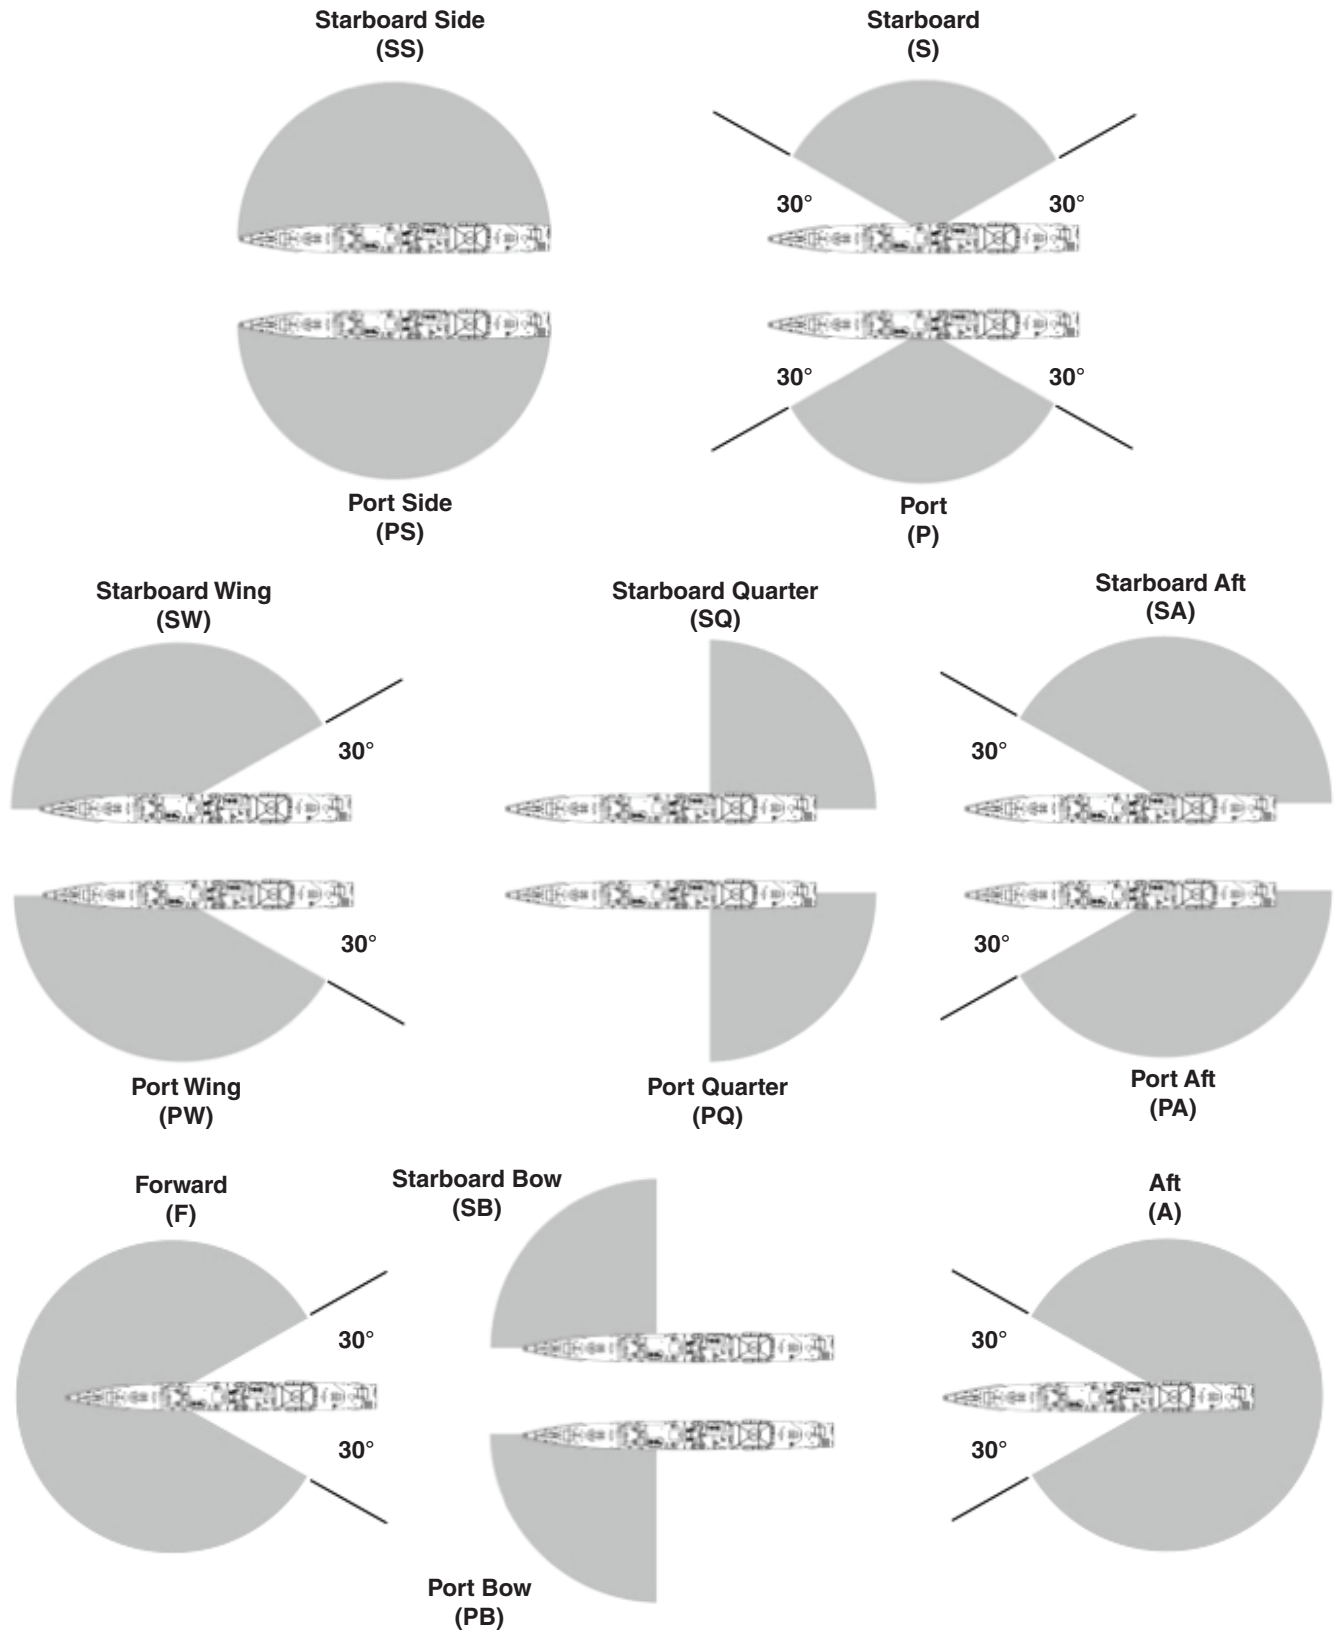 Starboard Side
(SS)
Starboard
(S)
30°
30°
30°
30°
Port Side
(PS)
Port
(P)
Starboard Wing
(SW)
Starboard Quarter
(SQ)
Starboard Aft
(SA)
30°
30°
30°
30°
Port Wing
(PW)
Port Quarter
(PQ)
Port Aft
(PA)
Forward
(F)
Starboard Bow
(SB)
Aft
(A)
30°
30°
30°
30°
Port Bow
(PB)